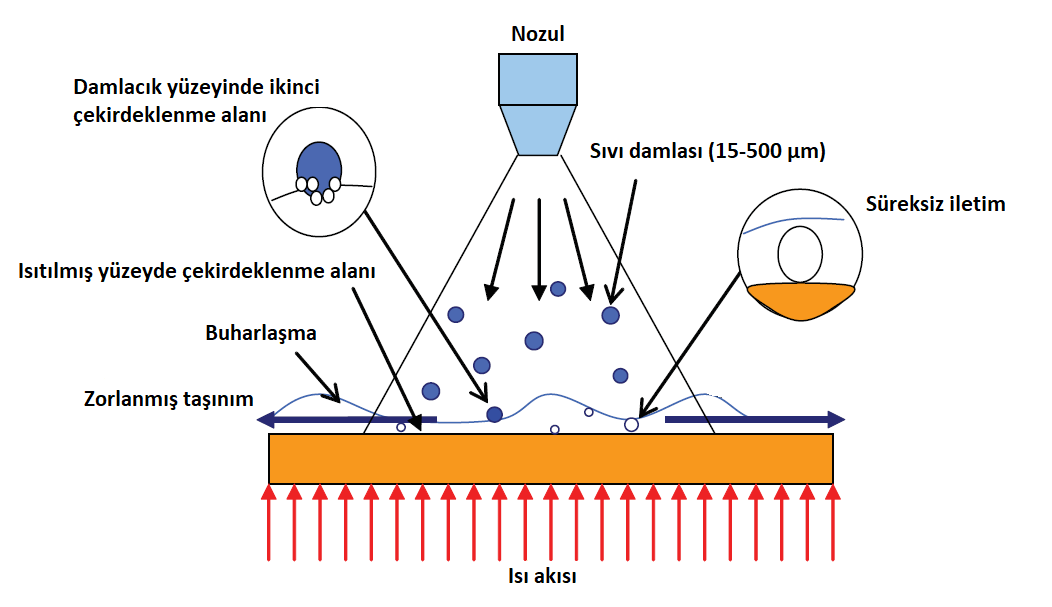 Nozul
Damlacık yüzeyinde ikinci
çekirdeklenme alanı
Sıvı damlası (15-500 µm)
Süreksiz iletim
Isıtılmış yüzeyde çekirdeklenme alanı
Buharlaşma
Zorlanmış taşınım
Isı akısı